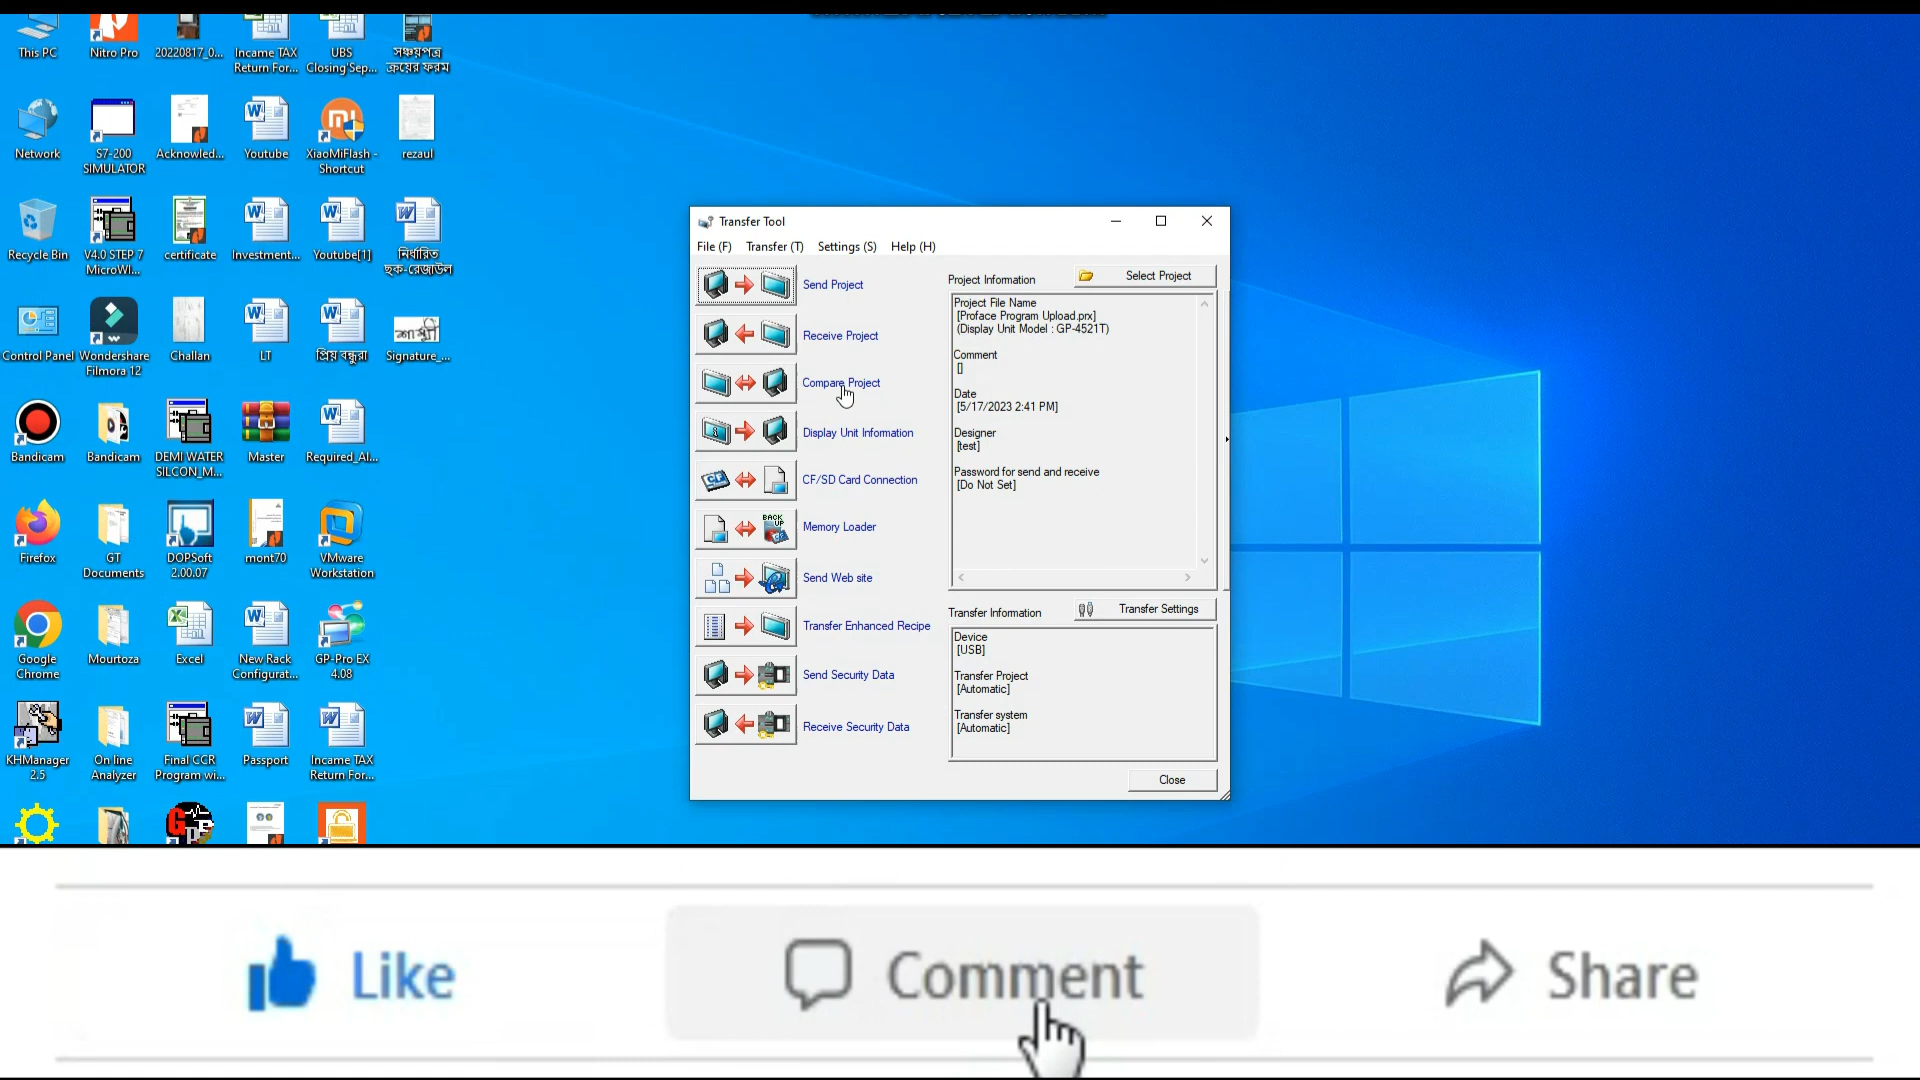 This PC
Nitro Pro
20220817_0...
Incame TAX
Return For...
UBS
Closing'Sep...
সঞ্চয়পত্র
ক্রয়ের ফরম
Network
S7-200
SIMULATOR
Acknowled...
Youtube
XiaoMiFlash -
Shortcut
rezaul
Recycle Bin
V4.0 STEP 7
MicroWI...
certificate
Investment...
Youtube[1]
নির্ধারিত
ছক-রেজাউল
Control Panel
Wondershare
Filmora 12
Challan
LT
প্রিয় বন্ধুরা
Signature_...
Bandicam
Bandicam
DEMI WATER
SILCON_M...
Master
Required_Al...
Firefox
GT
Documents
DOPSoft
2.00.07
mont70
VMware
Workstation
Google
Chrome
Mourtoza
Excel
New Rack
Configurat...
GP-Pro EX
4.08
KHManager
2.5
On line
Analyzer
Final CCR
Program wi...
Passport
Incame TAX
Return For...
Transfer Tool
File (F)
Transfer (T)
Settings (S)
Help (H)
Send Project
Receive Project
Compare Project
Display Unit Information
CF/SD Card Connection
Memory Loader
Send Web site
Transfer Enhanced Recipe
Send Security Data
Receive Security Data
Project Information
Select Project
Project File Name
[Proface Program Upload.prx]
(Display Unit Model : GP-4521T)
Comment
[]
Date
[5/17/2023 2:41 PM]
Designer
[test]
Password for send and receive
[Do Not Set]
Transfer Information
Transfer Settings
Device
[USB]
Transfer Project
[Automatic]
Transfer system
[Automatic]
Close
Like
Comment
Share